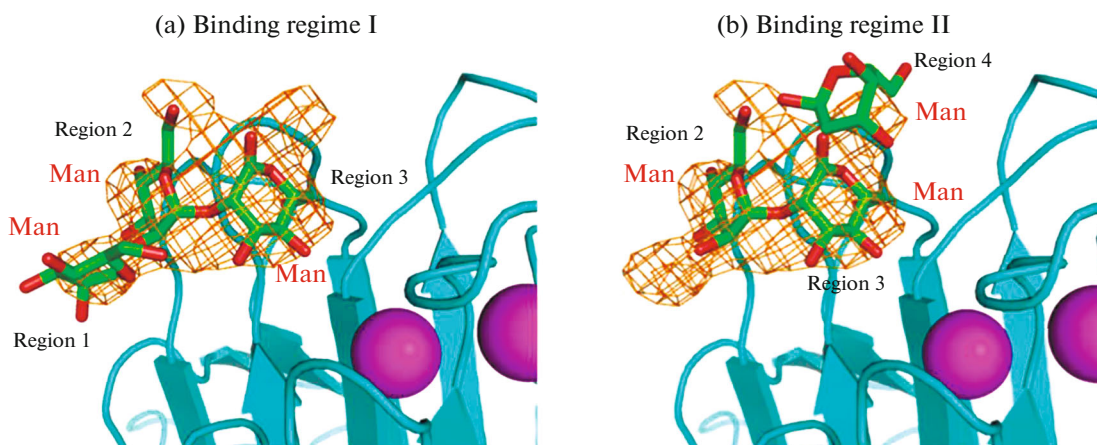 (a) Binding regime I
Region 2
Man
Region 3
Man
Man
Region 1
(b) Binding regime II
Region 4
Man
Region 2
Man
Man
Region 3